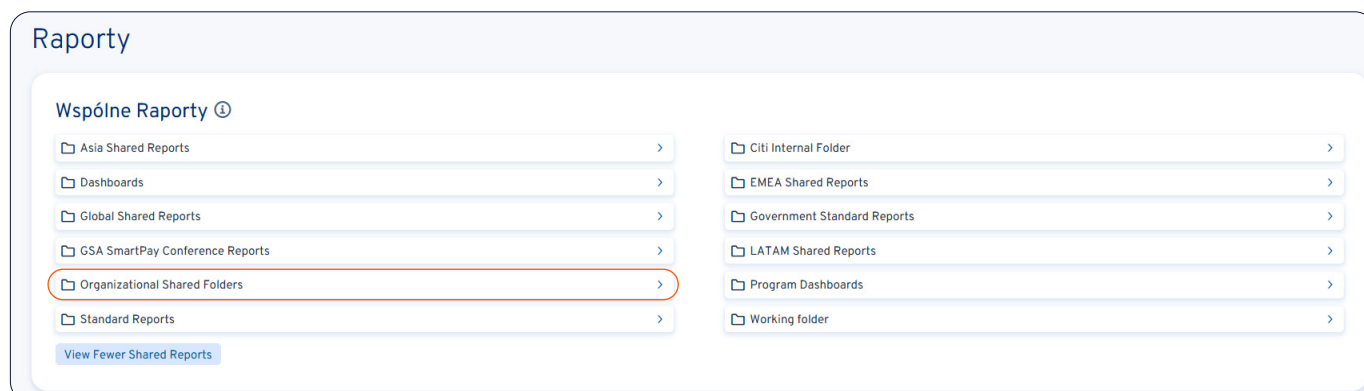 Raporty
Wspólne Raporty
Asia Shared Reports
Citi Internal Folder
Dashboards
EMEA Shared Reports
Global Shared Reports
Government Standard Reports
GSA SmartPay Conference Reports
LATAM Shared Reports
Organizational Shared Folders
Program Dashboards
Standard Reports
Working folder
View Fewer Shared Reports